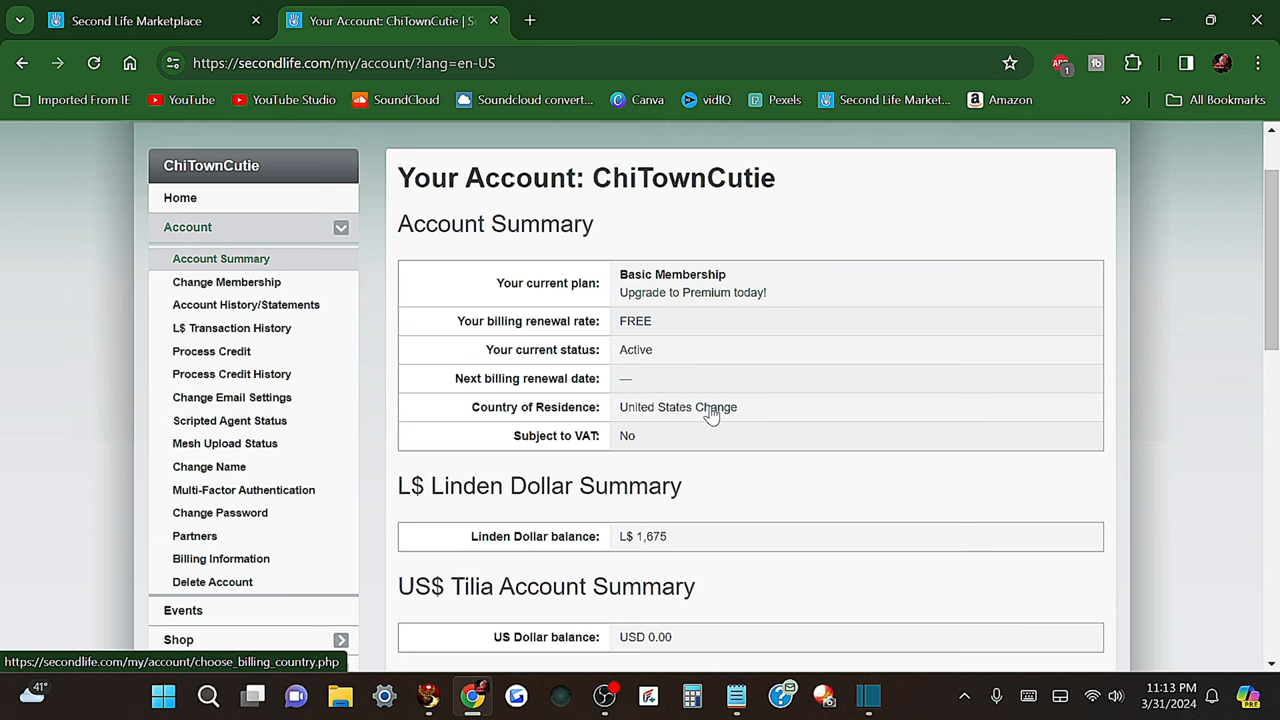 Second Life Marketplace
Your Account: ChiTownCutie | S
https://secondlife.com/my/account/?lang=en-US
1
Imported From IE
YouTube
YouTube Studio
SoundCloud
Soundcloud convert...
Canva
vidIQ
Pexels
Second Life Market...
Amazon
All Bookmarks
ChiTownCutie
Home
Account
Account Summary
Change Membership
Account History/Statements
L$ Transaction History
Process Credit
Process Credit History
Change Email Settings
Scripted Agent Status
Mesh Upload Status
Change Name
Multi-Factor Authentication
Change Password
Partners
Billing Information
Delete Account
Events
Shop
Your Account: ChiTownCutie
Account Summary
Your current plan: Basic Membership
Upgrade to Premium today!
Your billing renewal rate: FREE
Your current status: Active
Next billing renewal date: —
Country of Residence: United States Change
Subject to VAT: No
L$ Linden Dollar Summary
Linden Dollar balance: L$ 1,675
US$ Tilia Account Summary
US Dollar balance: USD 0.00
https://secondlife.com/my/account/choose_billing_country.php
41°
11:13 PM
3/31/2024
PRE